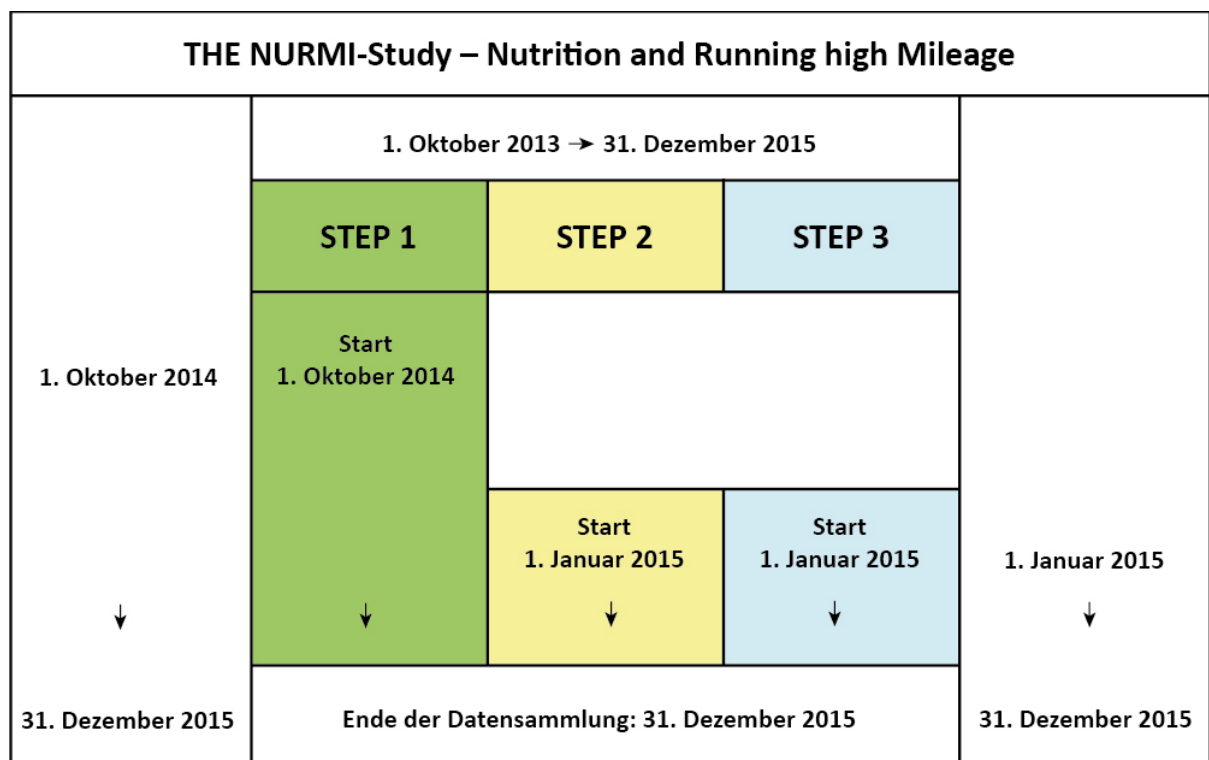 THE NURMI-Study – Nutrition and Running high Mileage
1. Oktober 2013 → 31. Dezember 2015
STEP 1
STEP 2
STEP 3
1. Oktober 2014
Start
1. Oktober 2014
Start
1. Januar 2015
Start
1. Januar 2015
1. Januar 2015
31. Dezember 2015
Ende der Datensammlung: 31. Dezember 2015
31. Dezember 2015